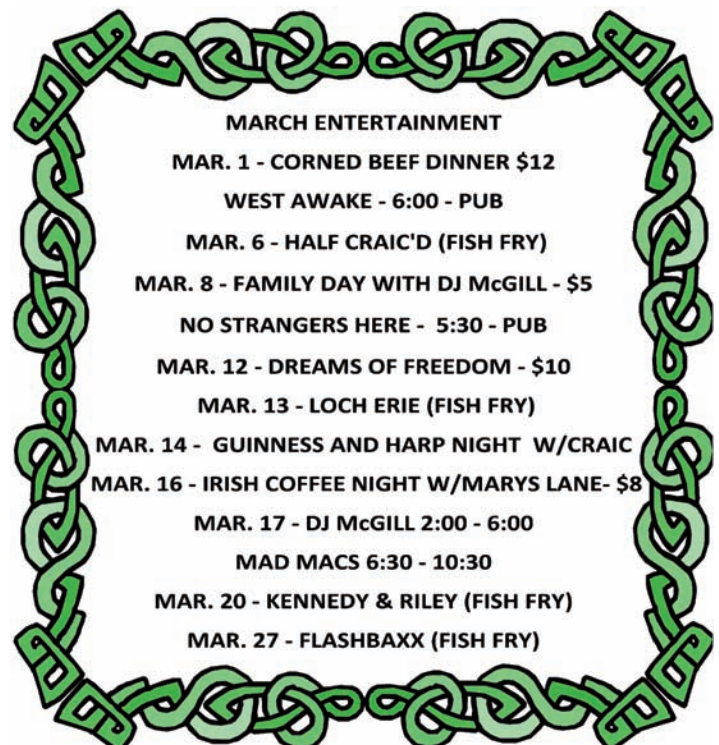 MARCH ENTERTAINMENT
MAR. 1 - CORNED BEEF DINNER $12
WEST AWAKE - 6:00 - PUB
MAR. 6 - HALF CRAIC'D (FISH FRY)
MAR. 8 - FAMILY DAY WITH DJ McGILL - $5
NO STRANGERS HERE -  5:30 - PUB
MAR. 12 - DREAMS OF FREEDOM - $10
MAR. 13 - LOCH ERIE (FISH FRY)
MAR. 14 -  GUINNESS AND HARP NIGHT  W/CRAIC
MAR. 16 - IRISH COFFEE NIGHT W/MARYS LANE- $8
MAR. 17 - DJ McGILL 2:00 - 6:00
MAD MACS 6:30 - 10:30
MAR. 20 - KENNEDY & RILEY (FISH FRY)
MAR. 27 - FLASHBAXX (FISH FRY)